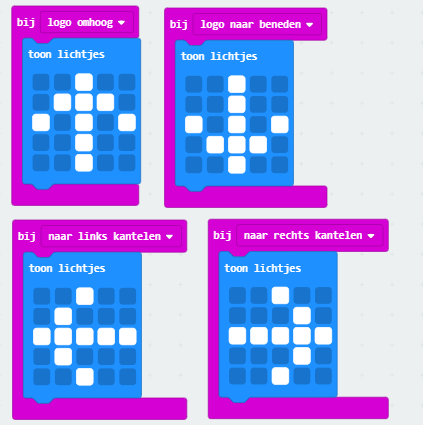 bij logo omhoog
toon lichtjes
bij logo naar beneden
toon lichtjes
bij naar links kantelen
toon lichtjes
bij naar rechts kantelen
toon lichtjes